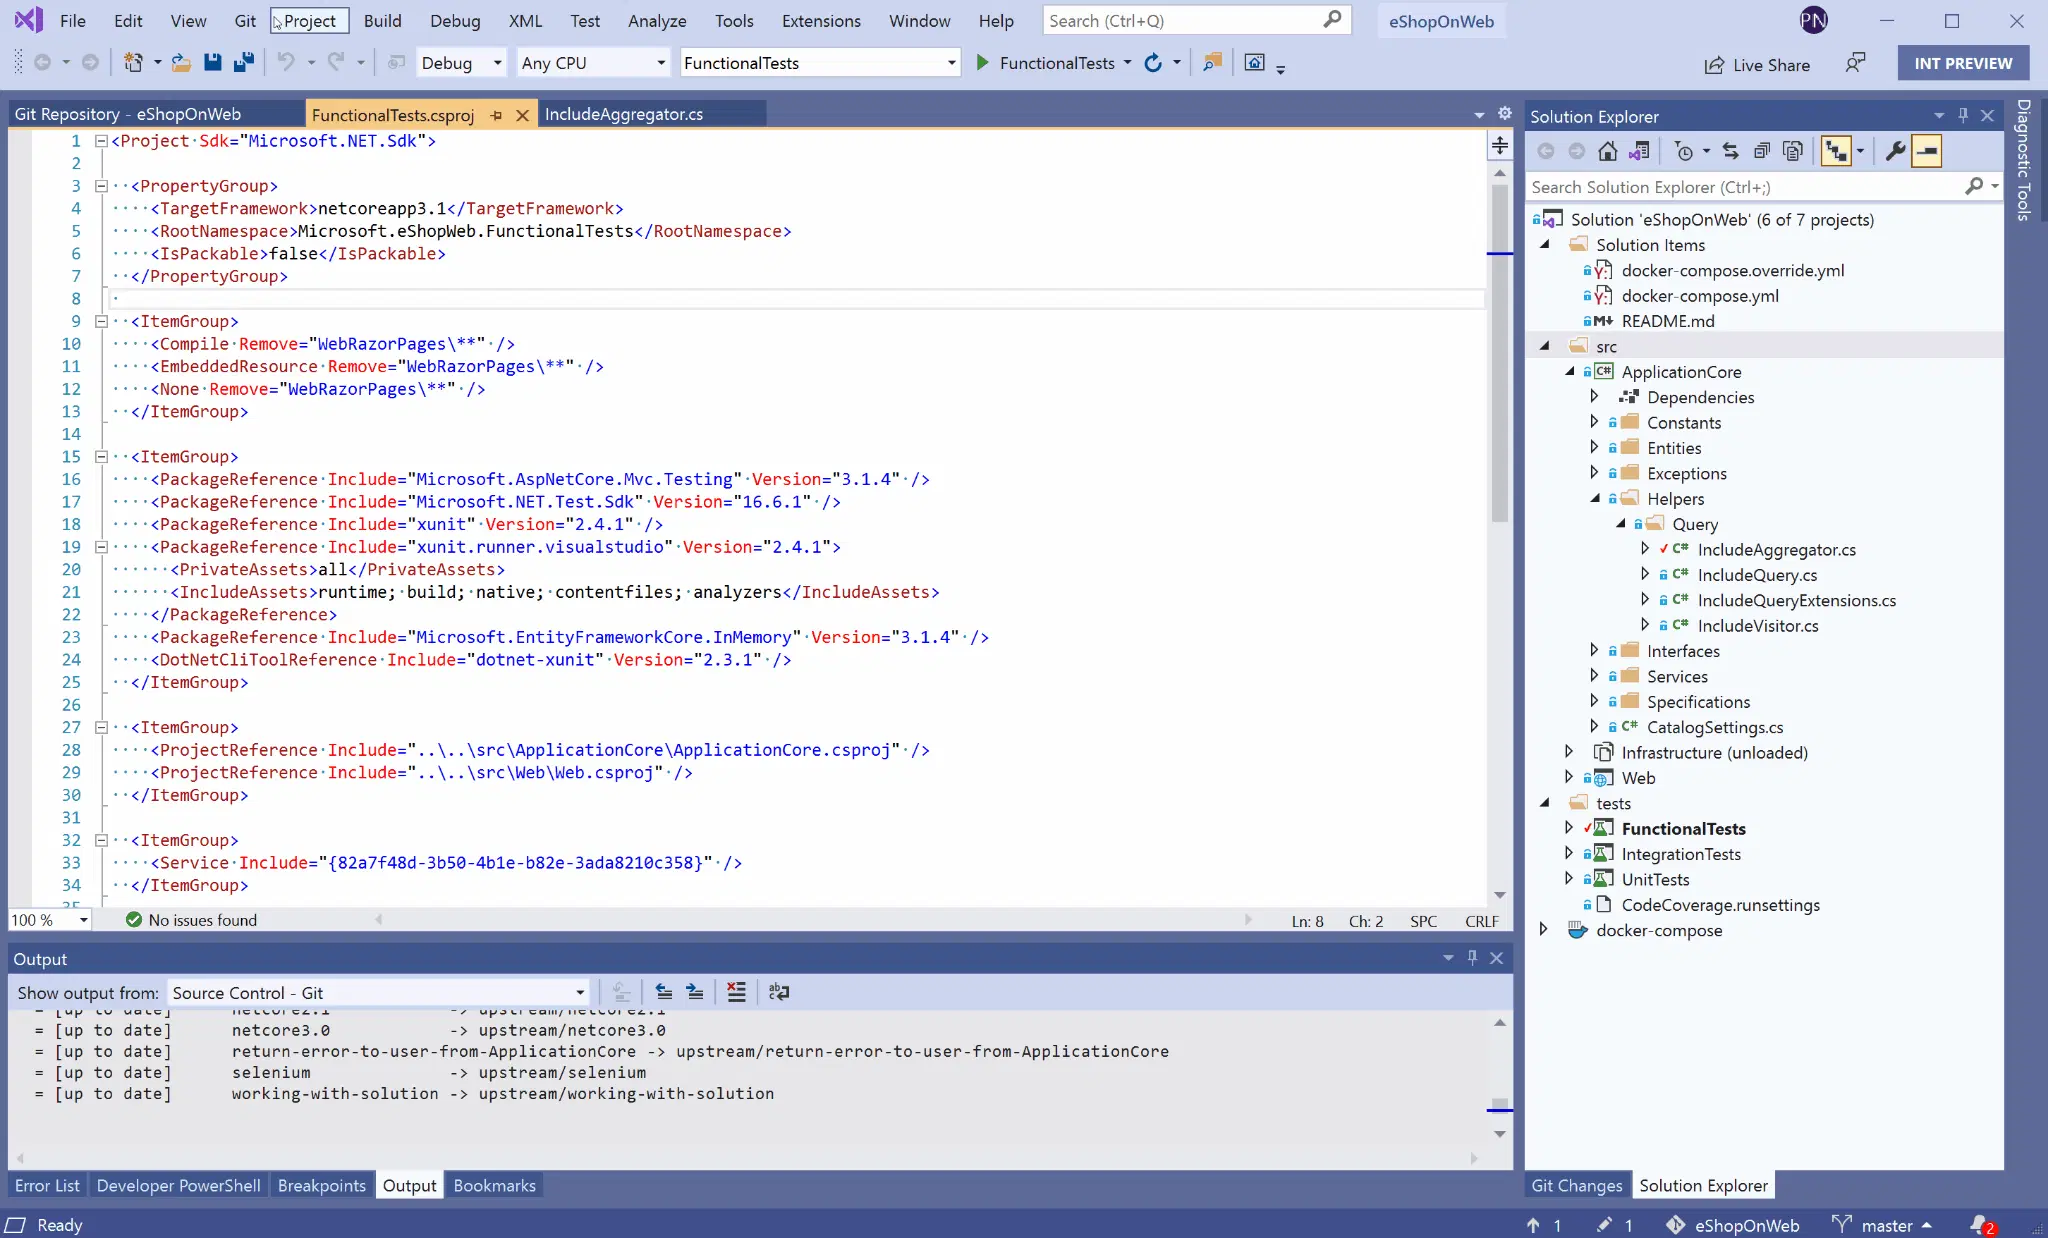 File Edit View Git Project Build Debug XML Test Analyze Tools Extensions Window Help Search (Ctrl+Q) eShopOnWeb PN
Debug Any CPU FunctionalTests FunctionalTests Live Share INT PREVIEW
Git Repository - eShopOnWeb FunctionalTests.csproj IncludeAggregator.cs
1 <Project Sdk="Microsoft.NET.Sdk">
2
3 <PropertyGroup>
4 <TargetFramework>netcoreapp3.1</TargetFramework>
5 <RootNamespace>Microsoft.eShopWeb.FunctionalTests</RootNamespace>
6 <IsPackable>false</IsPackable>
7 </PropertyGroup>
8
9 <ItemGroup>
10 <Compile Remove="WebRazorPages\**" />
11 <EmbeddedResource Remove="WebRazorPages\**" />
12 <None Remove="WebRazorPages\**" />
13 </ItemGroup>
14
15 <ItemGroup>
16 <PackageReference Include="Microsoft.AspNetCore.Mvc.Testing" Version="3.1.4" />
17 <PackageReference Include="Microsoft.NET.Test.Sdk" Version="16.6.1" />
18 <PackageReference Include="xunit" Version="2.4.1" />
19 <PackageReference Include="xunit.runner.visualstudio" Version="2.4.1">
20 <PrivateAssets>all</PrivateAssets>
21 <IncludeAssets>runtime; build; native; contentfiles; analyzers</IncludeAssets>
22 </PackageReference>
23 <PackageReference Include="Microsoft.EntityFrameworkCore.InMemory" Version="3.1.4" />
24 <DotNetCliToolReference Include="dotnet-xunit" Version="2.3.1" />
25 </ItemGroup>
26
27 <ItemGroup>
28 <ProjectReference Include="..\..\src\ApplicationCore\ApplicationCore.csproj" />
29 <ProjectReference Include="..\..\src\Web\Web.csproj" />
30 </ItemGroup>
31
32 <ItemGroup>
33 <Service Include="{82a7f48d-3b50-4b1e-b82e-3ada8210c358}" />
34 </ItemGroup>
35
100 % No issues found Ln: 8 Ch: 2 SPC CRLF
Output
Show output from: Source Control - Git
= [up to date] netcore2.1 -> upstream/netcore2.1
= [up to date] netcore3.0 -> upstream/netcore3.0
= [up to date] return-error-to-user-from-ApplicationCore -> upstream/return-error-to-user-from-ApplicationCore
= [up to date] selenium -> upstream/selenium
= [up to date] working-with-solution -> upstream/working-with-solution
Error List Developer PowerShell Breakpoints Output Bookmarks
Solution Explorer
Search Solution Explorer (Ctrl+;)
Solution 'eShopOnWeb' (6 of 7 projects)
Solution Items
docker-compose.override.yml
docker-compose.yml
README.md
src
ApplicationCore
Dependencies
Constants
Entities
Exceptions
Helpers
Query
IncludeAggregator.cs
IncludeQuery.cs
IncludeQueryExtensions.cs
IncludeVisitor.cs
Interfaces
Services
Specifications
CatalogSettings.cs
Infrastructure (unloaded)
Web
tests
FunctionalTests
IntegrationTests
UnitTests
CodeCoverage.runsettings
docker-compose
Git Changes Solution Explorer
Diagnostic Tools
Ready 1 1 eShopOnWeb master 2